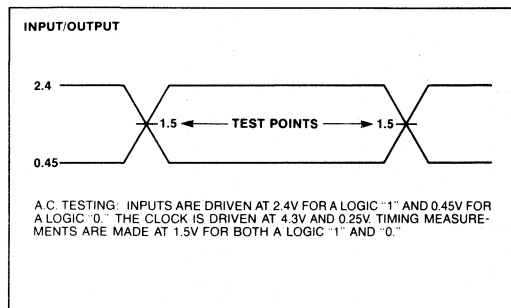 INPUT/OUTPUT
2.4
1.5 TEST POINTS 1.5
0.45
A.C. TESTING: INPUTS ARE DRIVEN AT 2.4V FOR A LOGIC "1" AND 0.45V FOR
A LOGIC "0." THE CLOCK IS DRIVEN AT 4.3V AND 0.25V. TIMING MEASURE-
MENTS ARE MADE AT 1.5V FOR BOTH A LOGIC "1" AND "0."